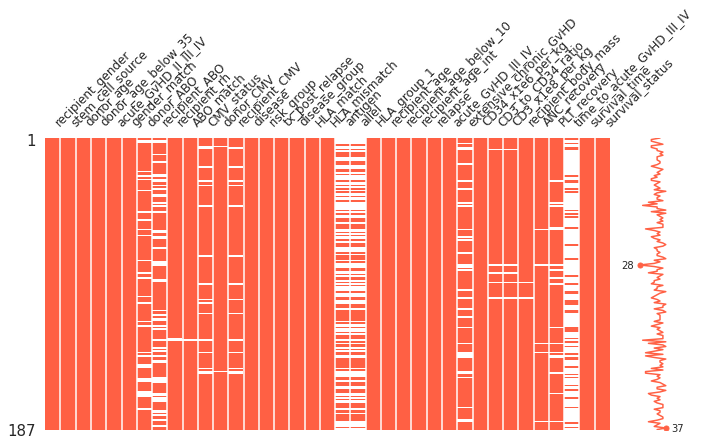 recipient_gender
stem_cell_source
donor_age
donor_age_below_35
acute_GvHD_II_III_IV
gender_match
donor_ABO
recipient_ABO
recipient_rh
ABO_match
CMV_status
donor_CMV
recipient_CMV
disease
risk_group
tx_post_relapse
disease_group
HLA_match
HLA_mismatch
antigen
allel
HLA_group_1
recipient_age
recipient_age_below_10
recipient_age_int
relapse
acute_GvHD_III_IV
extensive_chronic_GvHD
CD34_x1e6_per_kg
CD3_to_CD34_ratio
CD3_x1e8_per_kg
recipient_body_mass
ANC_recovery
PLT_recovery
time_to_acute_GvHD_III_IV
survival_time
survival_status
1
28
187
37